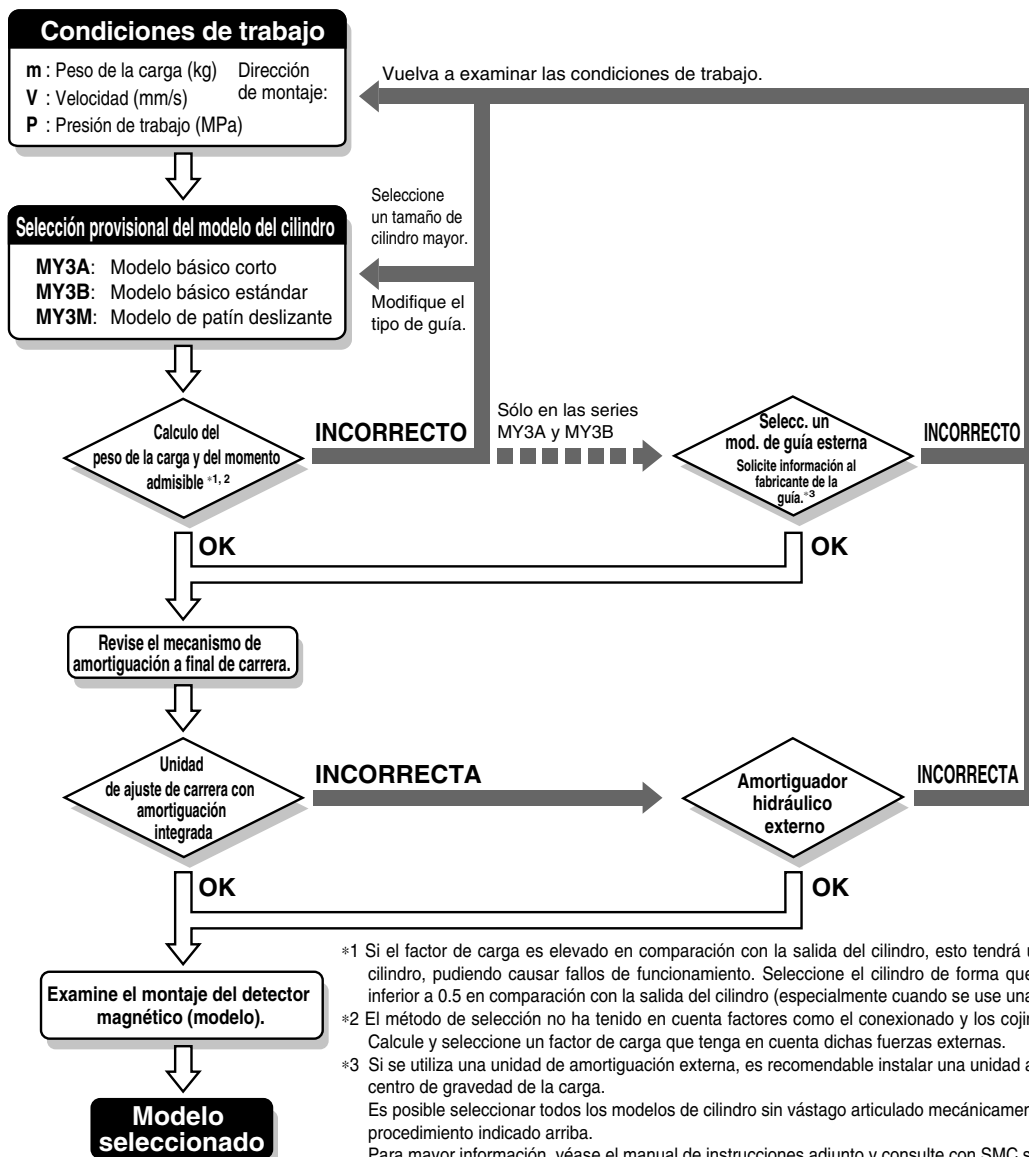 Condiciones de trabajo
m : Peso de la carga (kg) Dirección
V : Velocidad (mm/s) de montaje:
P : Presión de trabajo (MPa)
Vuelva a examinar las condiciones de trabajo.
Seleccione
un tamaño de
cilindro mayor.
Selección provisional del modelo del cilindro
MY3A: Modelo básico corto
MY3B: Modelo básico estándar
MY3M: Modelo de patín deslizante
Modifique el
tipo de guía.
Calculo del
peso de la carga y del momento
admisible *1, 2
INCORRECTO
Sólo en las series
MY3A y MY3B
Selecc. un
mod. de guía esterna
Solicite información al
fabricante de la
guía.*3
INCORRECTO
OK
OK
Revise el mecanismo de
amortiguación a final de carrera.
Unidad
de ajuste de carrera con
amortiguación
integrada
INCORRECTA
Amortiguador
hidráulico
externo
INCORRECTA
OK
OK
Examine el montaje del detector
magnético (modelo).
Modelo
seleccionado
*1 Si el factor de carga es elevado en comparación con la salida del cilindro, esto tendrá
cilindro, pudiendo causar fallos de funcionamiento. Seleccione el cilindro de forma que
inferior a 0.5 en comparación con la salida del cilindro (especialmente cuando se use una
*2 El método de selección no ha tenido en cuenta factores como el conexionado y los
Calcule y seleccione un factor de carga que tenga en cuenta dichas fuerzas externas.
*3 Si se utiliza una unidad de amortiguación externa, es recomendable instalar una unidad
centro de gravedad de la carga.
Es posible seleccionar todos los modelos de cilindro sin vástago articulado
procedimiento indicado arriba.
Para mayor información, véase el manual de instrucciones adjunto y consulte con SMC